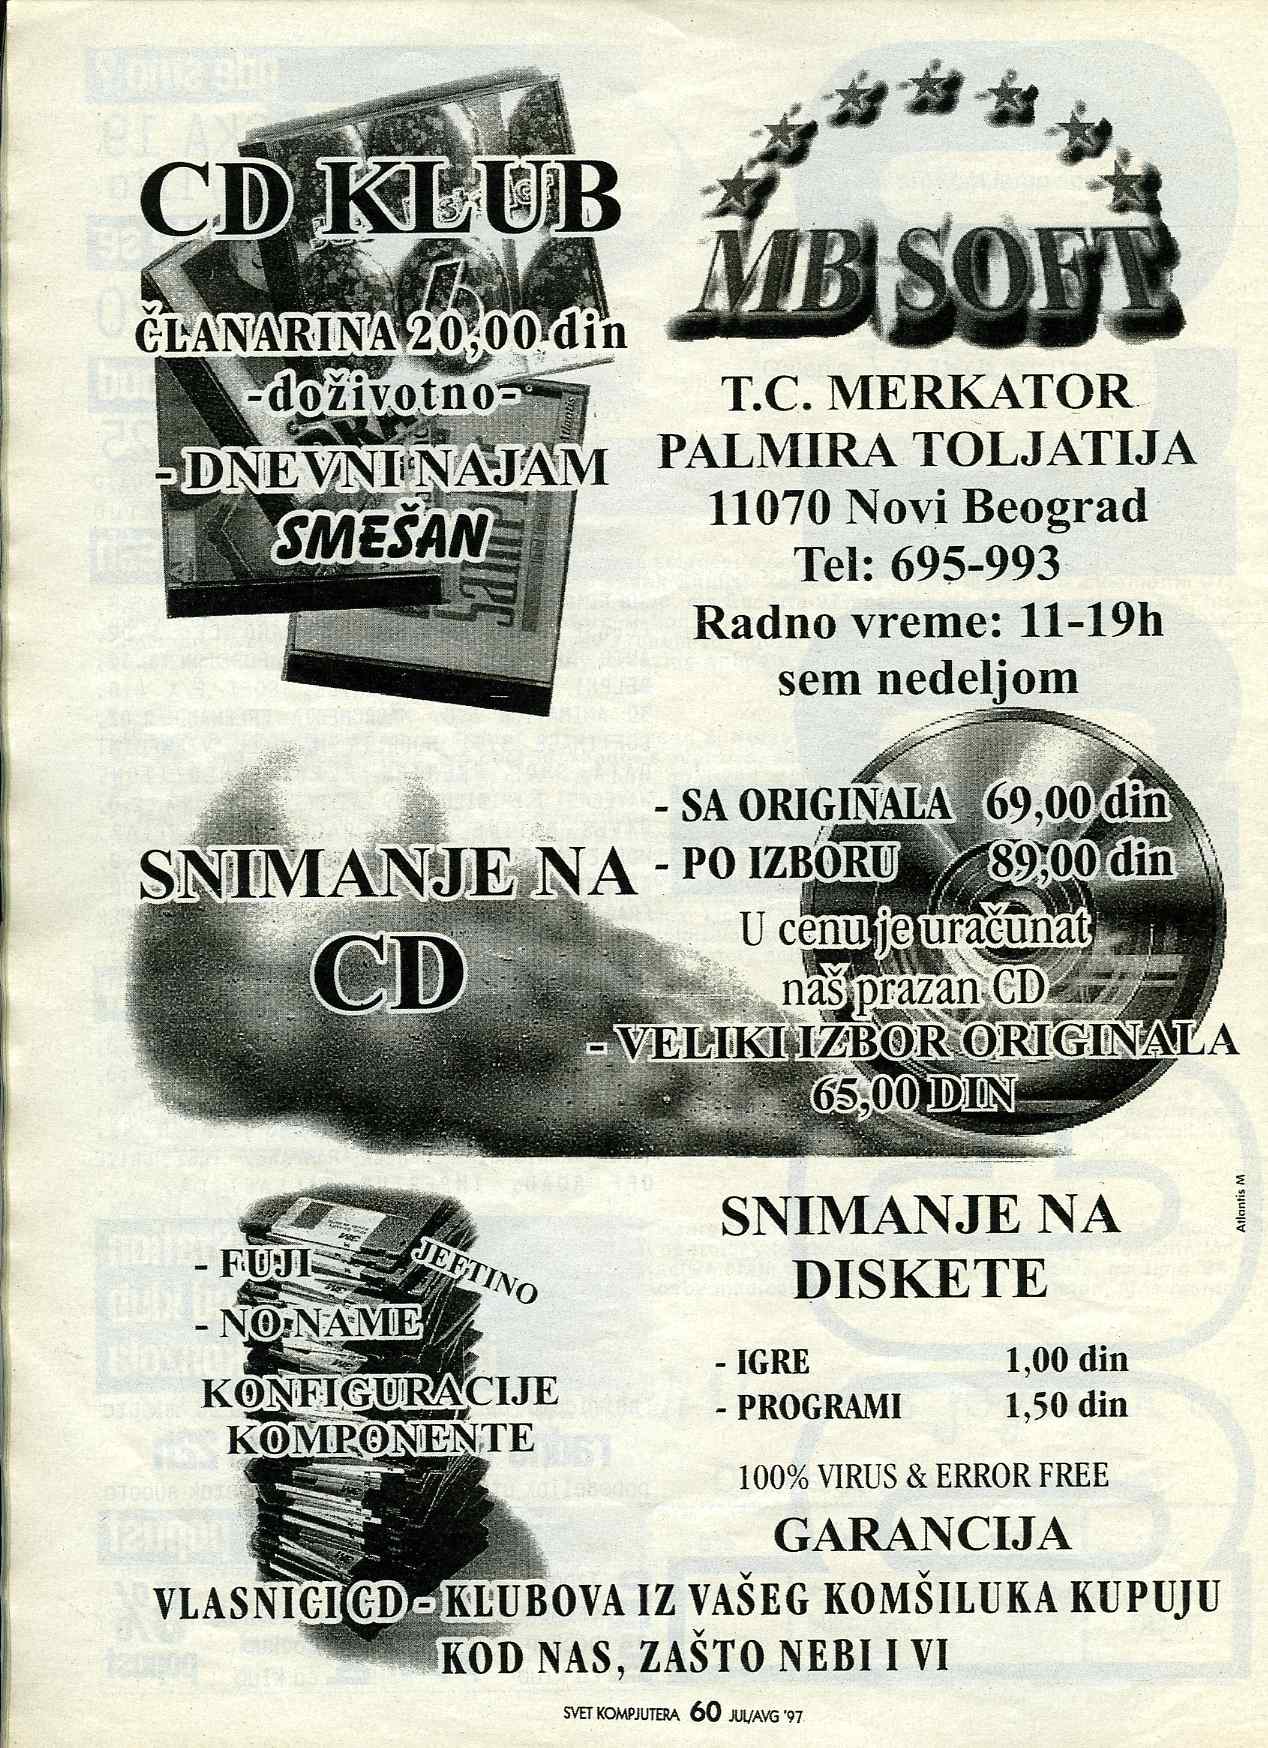 CD KLUB
ČLANARINA 20,00 din
-doživotno-
- DNEVNI NAJAM
SMEŠAN
MB SOFT
T.C. MERKATOR
PALMIRA TOLJATIJA
11070 Novi Beograd
Tel: 695-993
Radno vreme: 11-19h
sem nedeljom
SNIMANJE NA
CD
- SA ORIGINALA 69,00 din
- PO IZBORU 89,00 din
U cenu je uračunat
naš prazan CD
- VELIKI IZBOR ORIGINALA
65,00 DIN
Atlantis M
- FUJI
JEFTINO
- NO NAME
KONFIGURACIJE
KOMPONENTE
SNIMANJE NA
DISKETE
- IGRE 1,00 din
- PROGRAMI 1,50 din
100% VIRUS & ERROR FREE
GARANCIJA
VLASNICI CD - KLUBOVA IZ VAŠEG KOMŠILUKA KUPUJU
KOD NAS, ZAŠTO NEBI I VI
SVET KOMPJUTERA 60 JUL/AVG '97